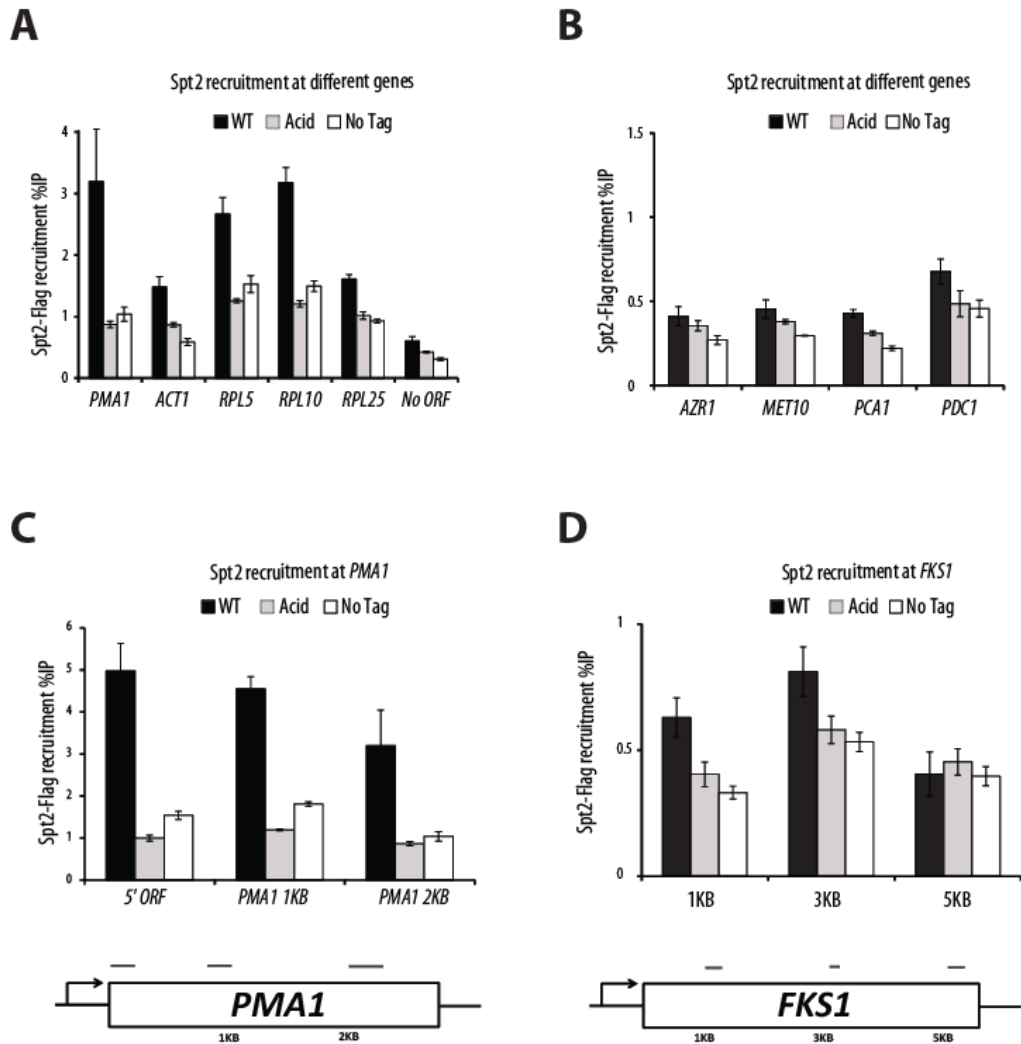 A
Spt2 recruitment at different genes
WT Acid No Tag
Spt2-Flag recruitment %IP
4
3
2
1
0
PMA1 ACT1 RPL5 RPL10 RPL25 No ORF
B
Spt2 recruitment at different genes
WT Acid No Tag
Spt2-Flag recruitment %IP
1.5
1
0.5
0
AZR1 MET10 PCA1 PDC1
C
Spt2 recruitment at PMA1
WT Acid No Tag
Spt2-Flag recruitment %IP
6
5
4
3
2
1
0
5' ORF PMA1 1KB PMA1 2KB
PMA1
1KB 2KB
D
Spt2 recruitment at FKS1
WT Acid No Tag
Spt2-Flag recruitment %IP
1
0.5
0
1KB 3KB 5KB
FKS1
1KB 3KB 5KB